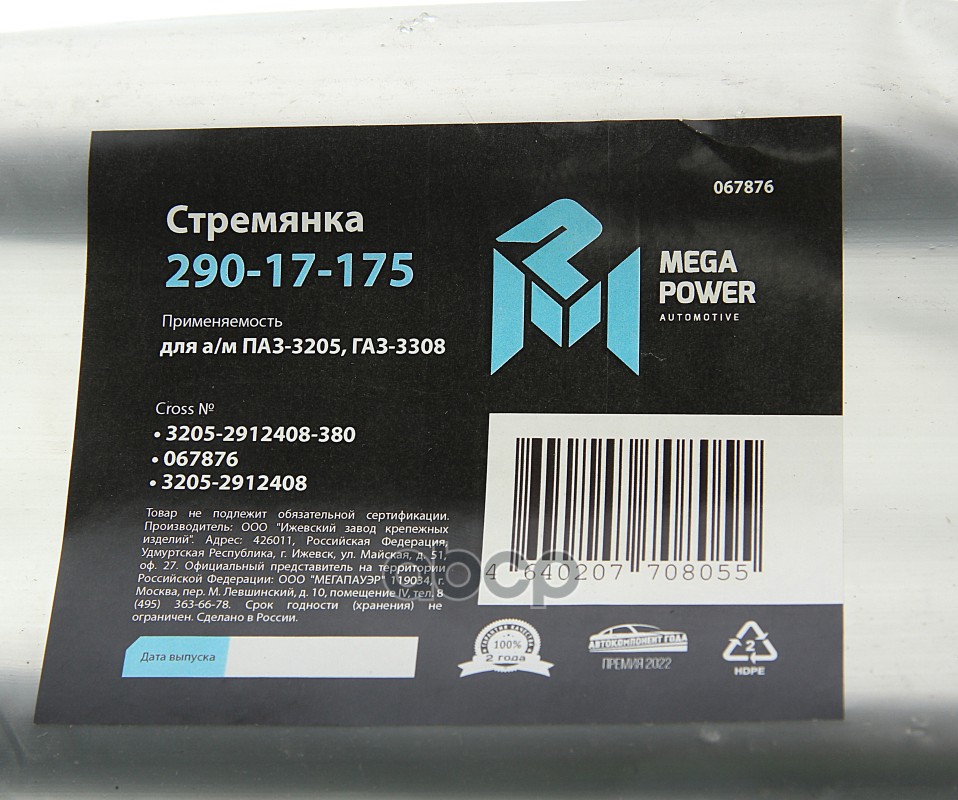 067876
Стремянка
290-17-175
MEGA
POWER
AUTOMOTIVE
Применяемость
для а/м ПАЗ-3205, ГАЗ-3308
Cross №
• 3205-2912408-380
• 067876
• 3205-2912408
Товар не подлежит обязательной сертификации.
Производитель: ООО "Ижевский завод крепежных
изделий". Адрес: 426011, Российская Федерация,
Удмуртская Республика, г. Ижевск, ул. Майская, д. 51,
оф. 27. Официальный представитель на территории
Российской Федерации: ООО "МЕГАПАУЭР" 119034, г.
Москва, пер. М. Левшинский, д. 10, помещение IV, тел. 8
(495) 363-66-78. Срок годности (хранения) не
ограничен. Сделано в России.
4 640207 708055
abcp
Дата выпуска
ГАРАНТИЯ КАЧЕСТВА
100%
2 года
АВТОКОМПОНЕНТ ГОДА
ПРЕМИЯ 2022
2
HDPE